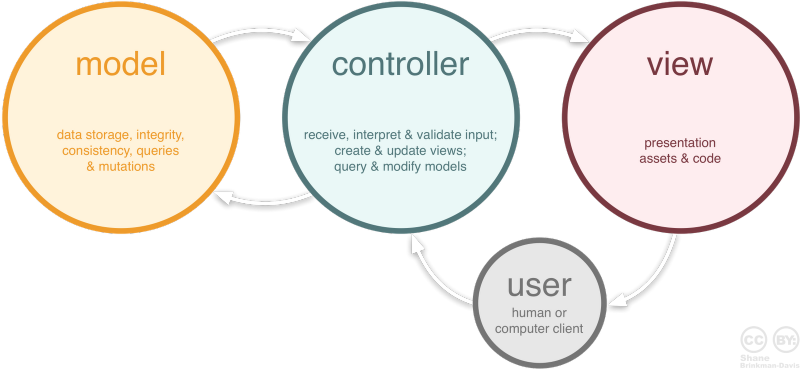 model
data storage, integrity,
consistency, queries
& mutations
controller
receive, interpret & validate input;
create & update views;
query & modify models
view
presentation
assets & code
user
human or
computer client
CC BY:
Shane
Brinkman-Davis